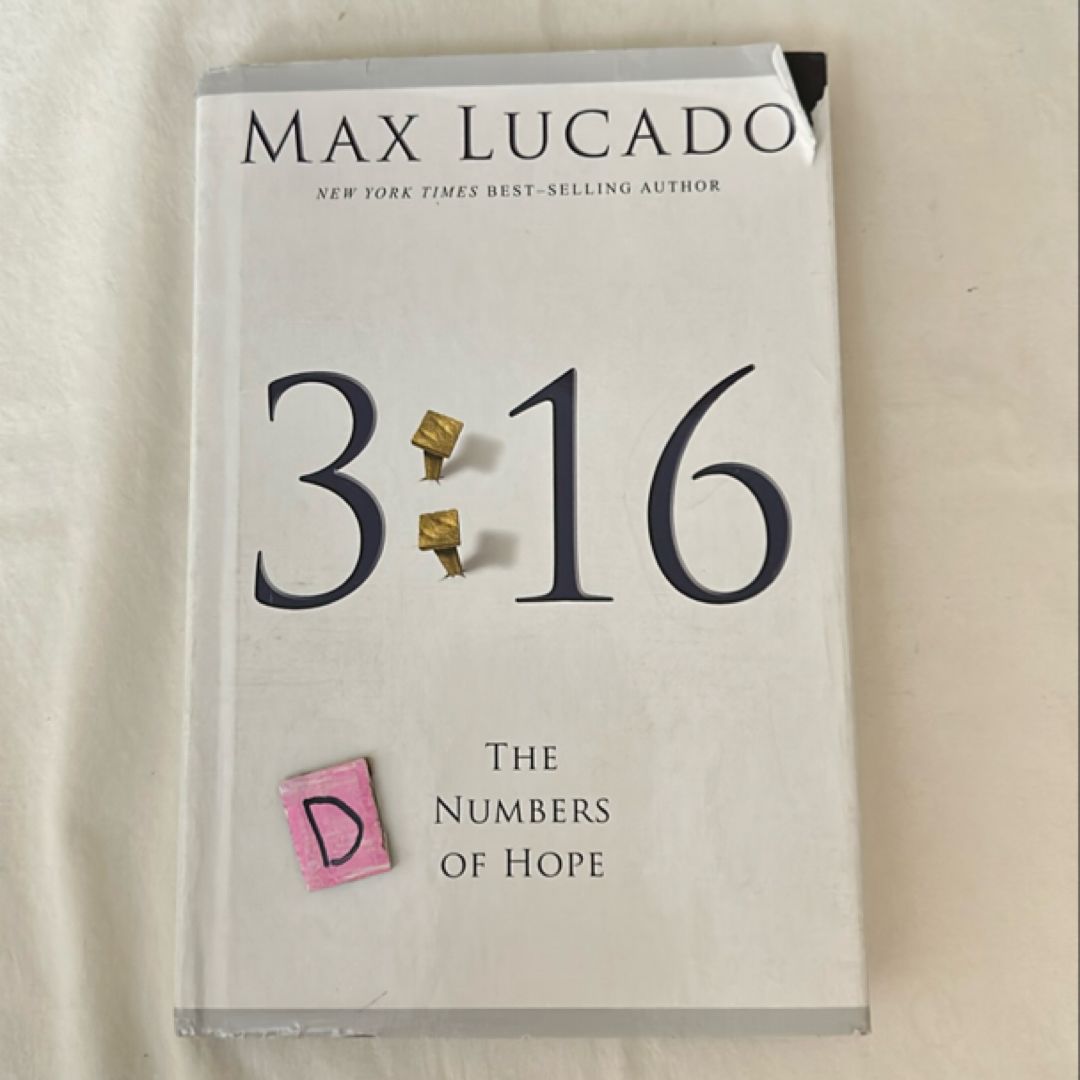 MAX LUCADO
NEW YORK TIMES BEST-SELLING AUTHOR
3:16
THE
NUMBERS
OF HOPE
D